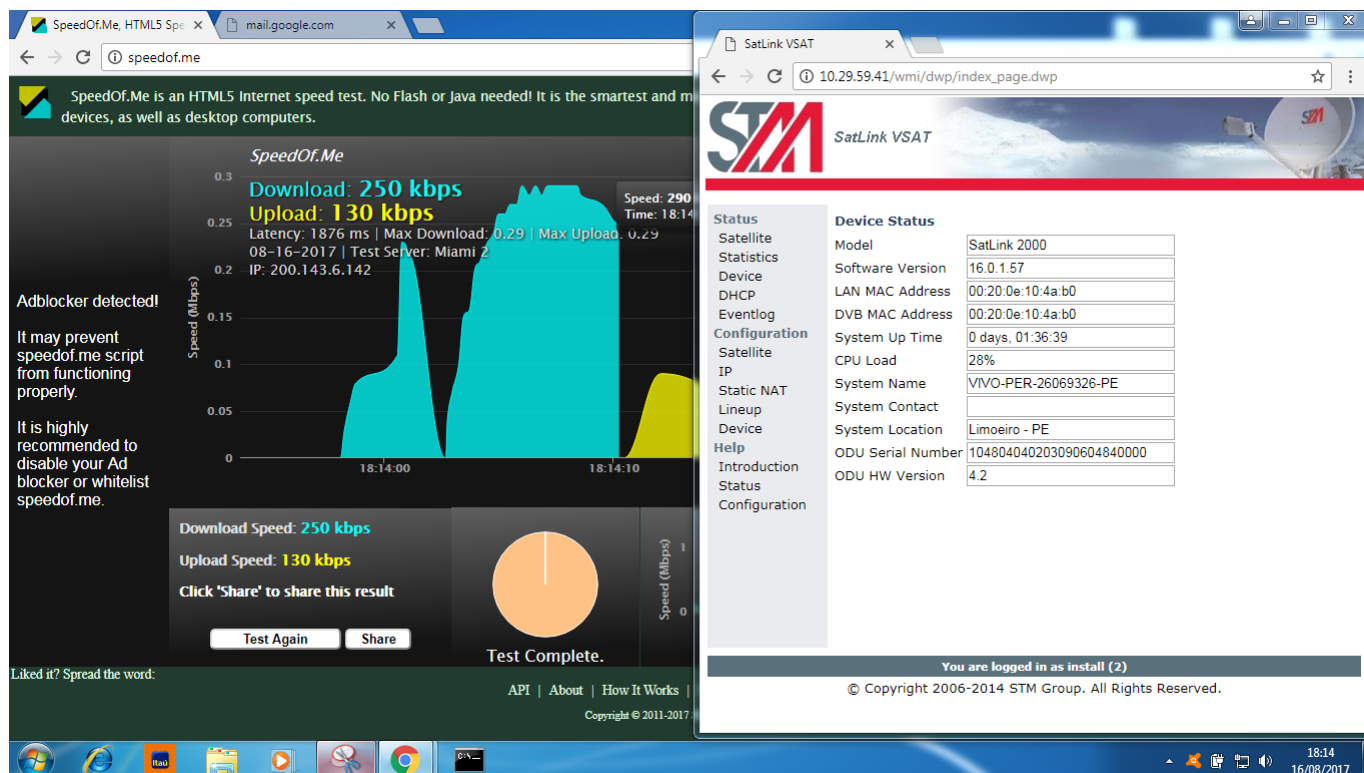 SpeedOf.Me, HTML5 Spe
mail.google.com
speedof.me
SpeedOf.Me is an HTML5 Internet speed test. No Flash or Java needed! It is the smartest and m
devices, as well as desktop computers.
SpeedOf.Me
Download: 250 kbps
Upload: 130 kbps
Latency: 1876 ms | Max Download: 0.29 | Max Upload: 0.29
08-16-2017 | Test Server: Miami 2
IP: 200.143.6.142
Speed: 290
Time: 18:14
Speed (Mbps)
0.3
0.25
0.2
0.15
0.1
0.05
0
18:14:00
18:14:10
Adblocker detected!
It may prevent
speedof.me script
from functioning
properly.
It is highly
recommended to
disable your Ad
blocker or whitelist
speedof.me.
Download Speed: 250 kbps
Upload Speed: 130 kbps
Click 'Share' to share this result
Test Again
Share
Test Complete.
Speed (Mbps)
1
0
Liked it? Spread the word:
API | About | How It Works |
Copyright © 2011-2017
SatLink VSAT
10.29.59.41/wmi/dwp/index_page.dwp
STM
SatLink VSAT
STM
Status
Satellite
Statistics
Device
DHCP
Eventlog
Configuration
Satellite
IP
Static NAT
Lineup
Device
Help
Introduction
Status
Configuration
Device Status
Model SatLink 2000
Software Version 16.0.1.57
LAN MAC Address 00:20:0e:10:4a:b0
DVB MAC Address 00:20:0e:10:4a:b0
System Up Time 0 days, 01:36:39
CPU Load 28%
System Name VIVO-PER-26069326-PE
System Contact
System Location Limoeiro - PE
ODU Serial Number 104804040203090604840000
ODU HW Version 4.2
You are logged in as install (2)
© Copyright 2006-2014 STM Group. All Rights Reserved.
Itaú
C:\_
18:14
16/08/2017